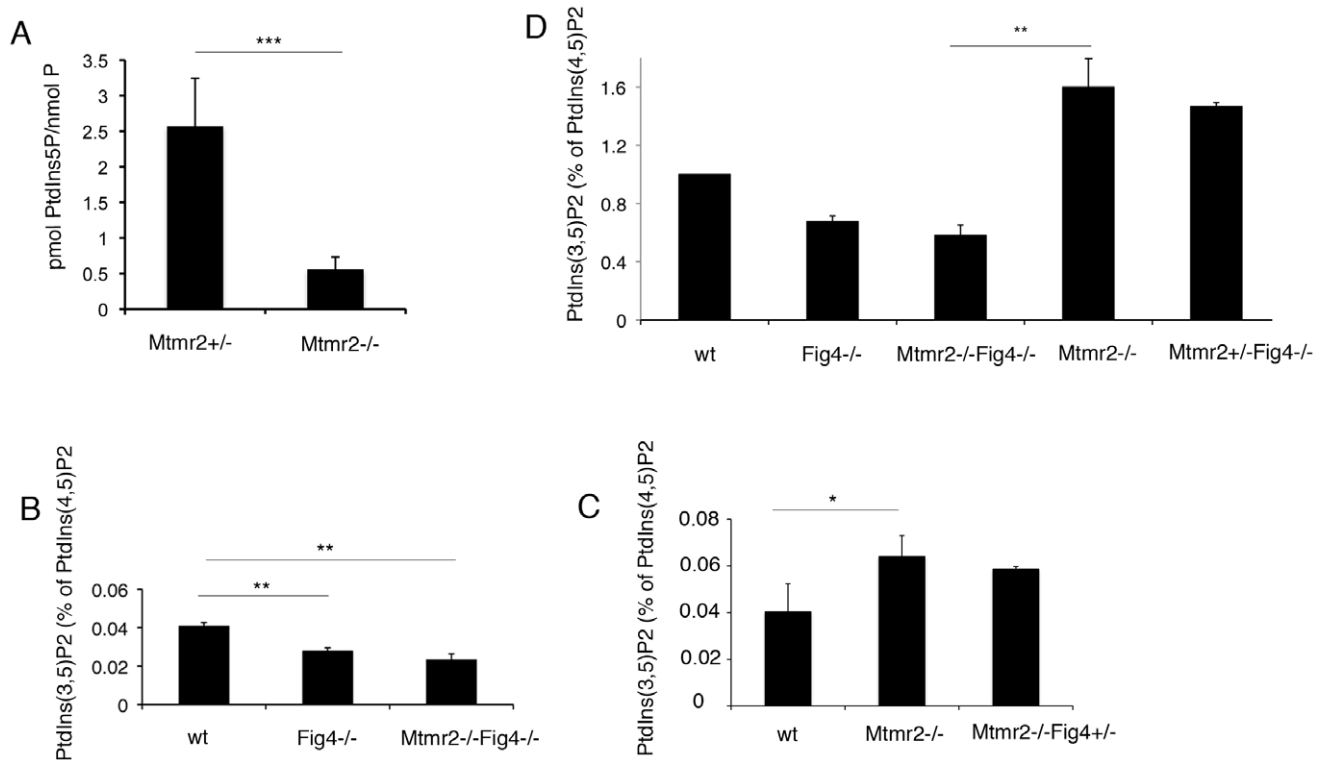 A
***
pmol PtdIns5P/nmol P
3.5
3
2.5
2
1.5
1
0.5
0
Mtmr2+/-
Mtmr2-/-
D
**
PtdIns(3,5)P2 (% of PtdIns(4,5)P2
1.6
1.2
0.8
0.4
0
wt
Fig4-/-
Mtmr2-/-Fig4-/-
Mtmr2-/-
Mtmr2+/-Fig4-/-
B
**
**
PtdIns(3,5)P2 (% of PtdIns(4,5)P2
0.06
0.04
0.02
0
wt
Fig4-/-
Mtmr2-/-Fig4-/-
C
*
PtdIns(3,5)P2 (% of PtdIns(4,5)P2
0.08
0.06
0.04
0.02
0
wt
Mtmr2-/-
Mtmr2-/-Fig4+/-